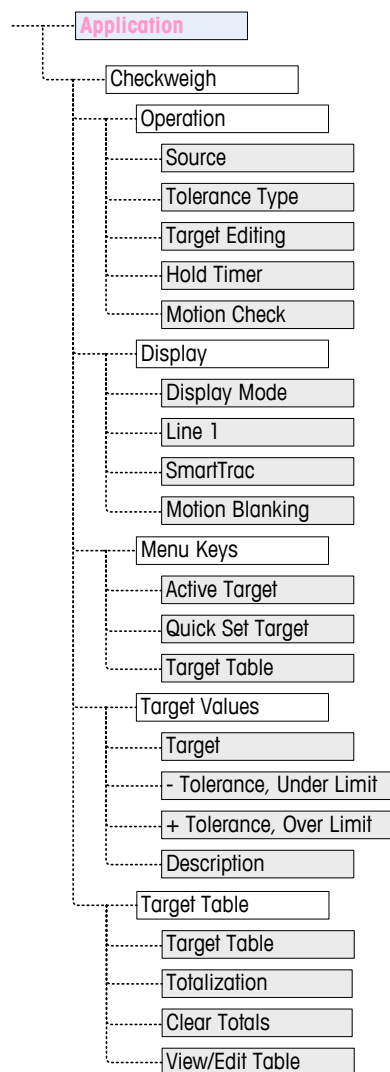 Application
Checkweigh
Operation
Source
Tolerance Type
Target Editing
Hold Timer
Motion Check
Display
Display Mode
Line 1
SmartTrac
Motion Blanking
Menu Keys
Active Target
Quick Set Target
Target Table
Target Values
Target
- Tolerance, Under Limit
+ Tolerance, Over Limit
Description
Target Table
Target Table
Totalization
Clear Totals
View/Edit Table